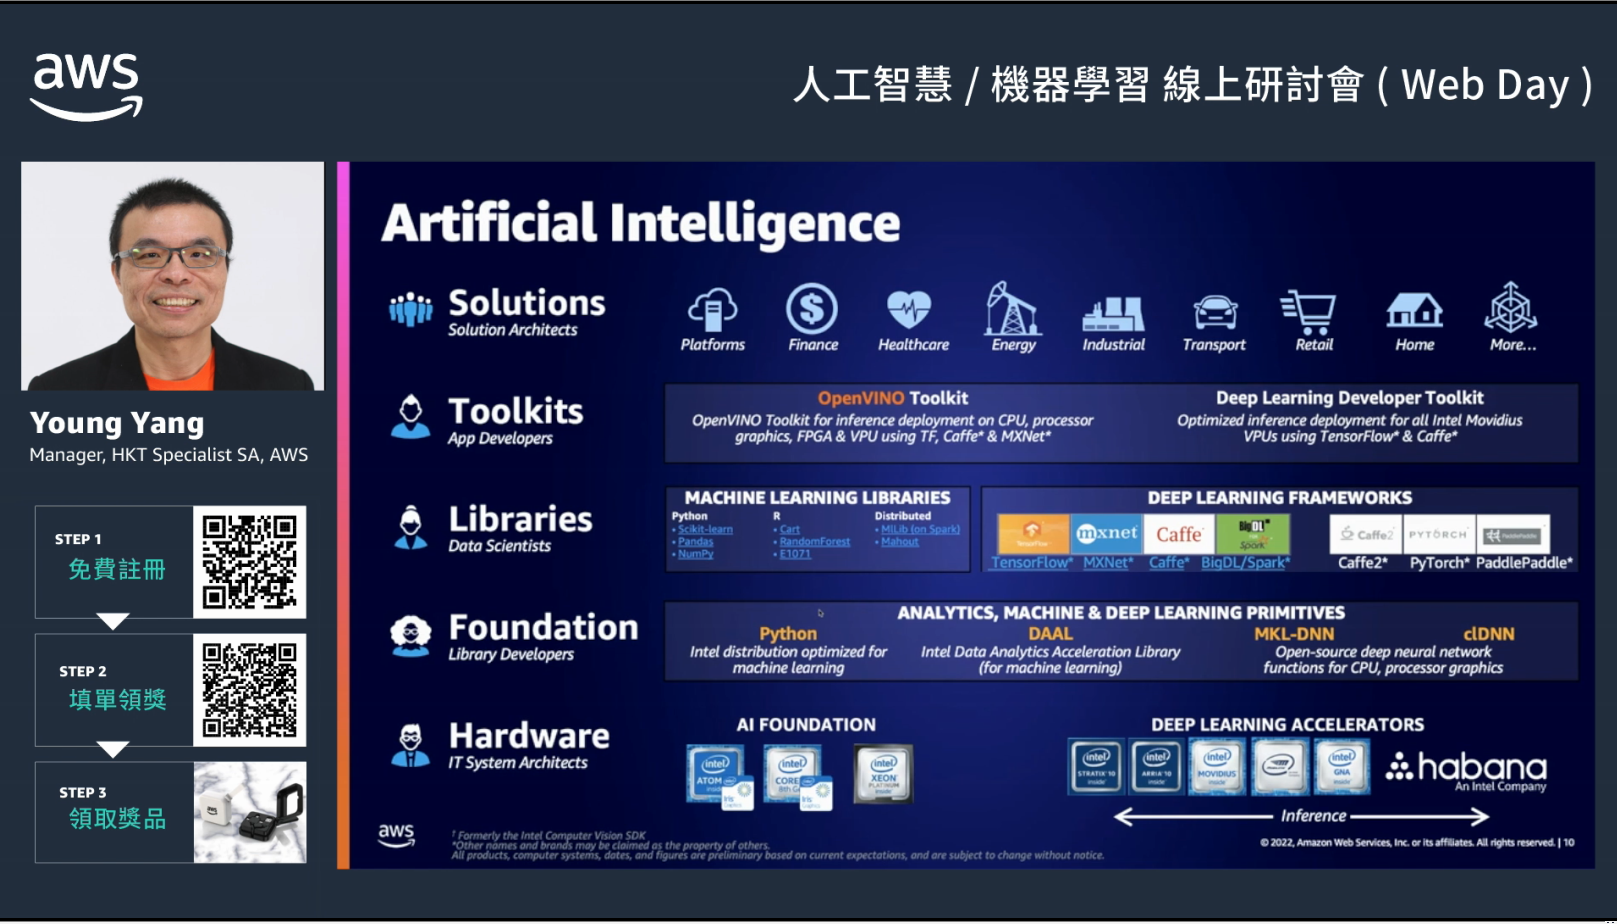 aws
人工智慧 / 機器學習 線上研討會 ( Web Day )
Young Yang
Manager, HKT Specialist SA, AWS
STEP 1
免費註冊
STEP 2
填單領獎
STEP 3
領取獎品
aws
Artificial Intelligence
Solutions
Solution Architects
Platforms
Finance
Healthcare
Energy
Industrial
Transport
Retail
Home
More...
Toolkits
App Developers
OpenVINO Toolkit
OpenVINO Toolkit for inference deployment on CPU, processor
graphics, FPGA & VPU using TF, Caffe* & MXNet*
Deep Learning Developer Toolkit
Optimized inference deployment for all Intel Movidius
VPUs using TensorFlow* & Caffe*
Libraries
Data Scientists
MACHINE LEARNING LIBRARIES
Python
• Scikit-learn
• Pandas
• NumPy
R
• Cart
• RandomForest
• E1071
Distributed
• MlLib (on Spark)
• Mahout
DEEP LEARNING FRAMEWORKS
TensorFlow
mxnet
Caffe
BigDL
Spark
Caffe2
PYTORCH
PaddlePaddle
TensorFlow*
MXNet*
Caffe*
BigDL/Spark*
Caffe2*
PyTorch*
PaddlePaddle*
Foundation
Library Developers
ANALYTICS, MACHINE & DEEP LEARNING PRIMITIVES
Python
Intel distribution optimized for
machine learning
DAAL
Intel Data Analytics Acceleration Library
(for machine learning)
MKL-DNN
clDNN
Open-source deep neural network
functions for CPU, processor graphics
Hardware
IT System Architects
AI FOUNDATION
intel
ATOM
inside
Iris
intel
CORE
8th Gen
Iris
intel
XEON
PLATINUM
inside
DEEP LEARNING ACCELERATORS
intel
STRATIX 10
inside
intel
ARRIA 10
inside
intel
MOVIDIUS
inside
intel
GNA
inside
habana
An Intel Company
Inference
aws
† Formerly the Intel Computer Vision SDK
*Other names and brands may be claimed as the property of others.
All products, computer systems, dates, and figures are preliminary based on current expectations, and are subject to change without notice.
© 2022, Amazon Web Services, Inc. or its affiliates. All rights reserved. | 10